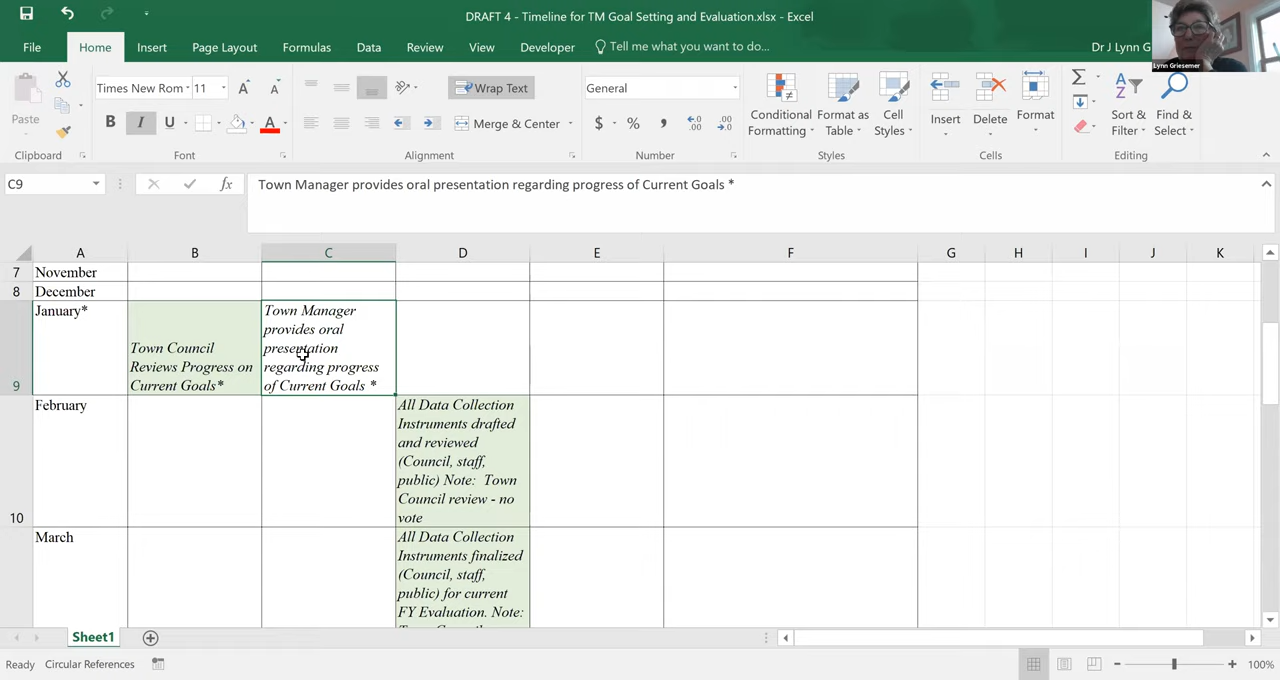 DRAFT 4 - Timeline for TM Goal Setting and Evaluation.xlsx - Excel
File
Home
Insert
Page Layout
Formulas
Data
Review
View
Developer
Tell me what you want to do...
Dr J Lynn G
Lynn Griesemer
Paste
Clipboard
Times New Rom
11
A
A
B
I
U
A
Font
Wrap Text
Merge & Center
Alignment
General
$
%
,
Number
Conditional
Formatting
Format as
Table
Cell
Styles
Styles
Insert
Delete
Format
Cells
Sort &
Filter
Find &
Select
Editing
C9
fx
Town Manager provides oral presentation regarding progress of Current Goals *
A
B
C
D
E
F
G
H
I
J
K
7
November
8
December
9
January*
Town Council
Reviews Progress on
Current Goals*
Town Manager
provides oral
presentation
regarding progress
of Current Goals *
10
February
All Data Collection
Instruments drafted
and reviewed
(Council, staff,
public) Note: Town
Council review - no
vote
March
All Data Collection
Instruments finalized
(Council, staff,
public) for current
FY Evaluation. Note:
Sheet1
Ready
Circular References
100%